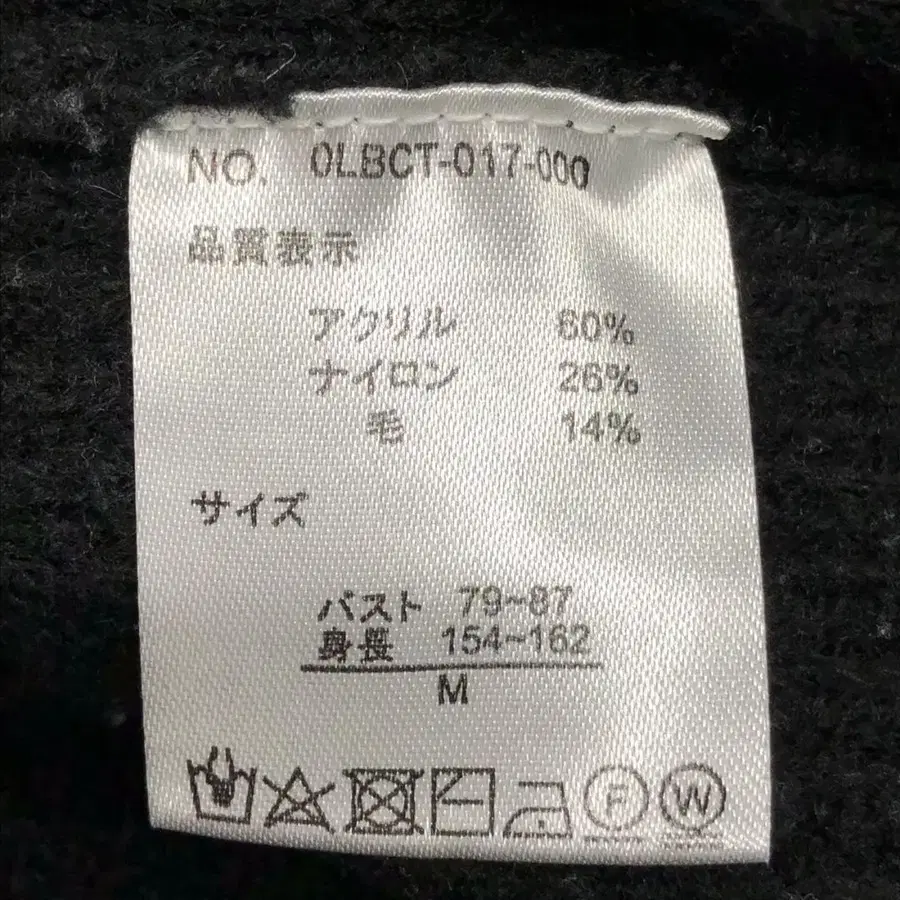 NO. 0LBCT-017-000
品質表示
アクリル 60%
ナイロン 26%
毛 14%
サイズ
バスト 79~87
身長 154~162
M
F W